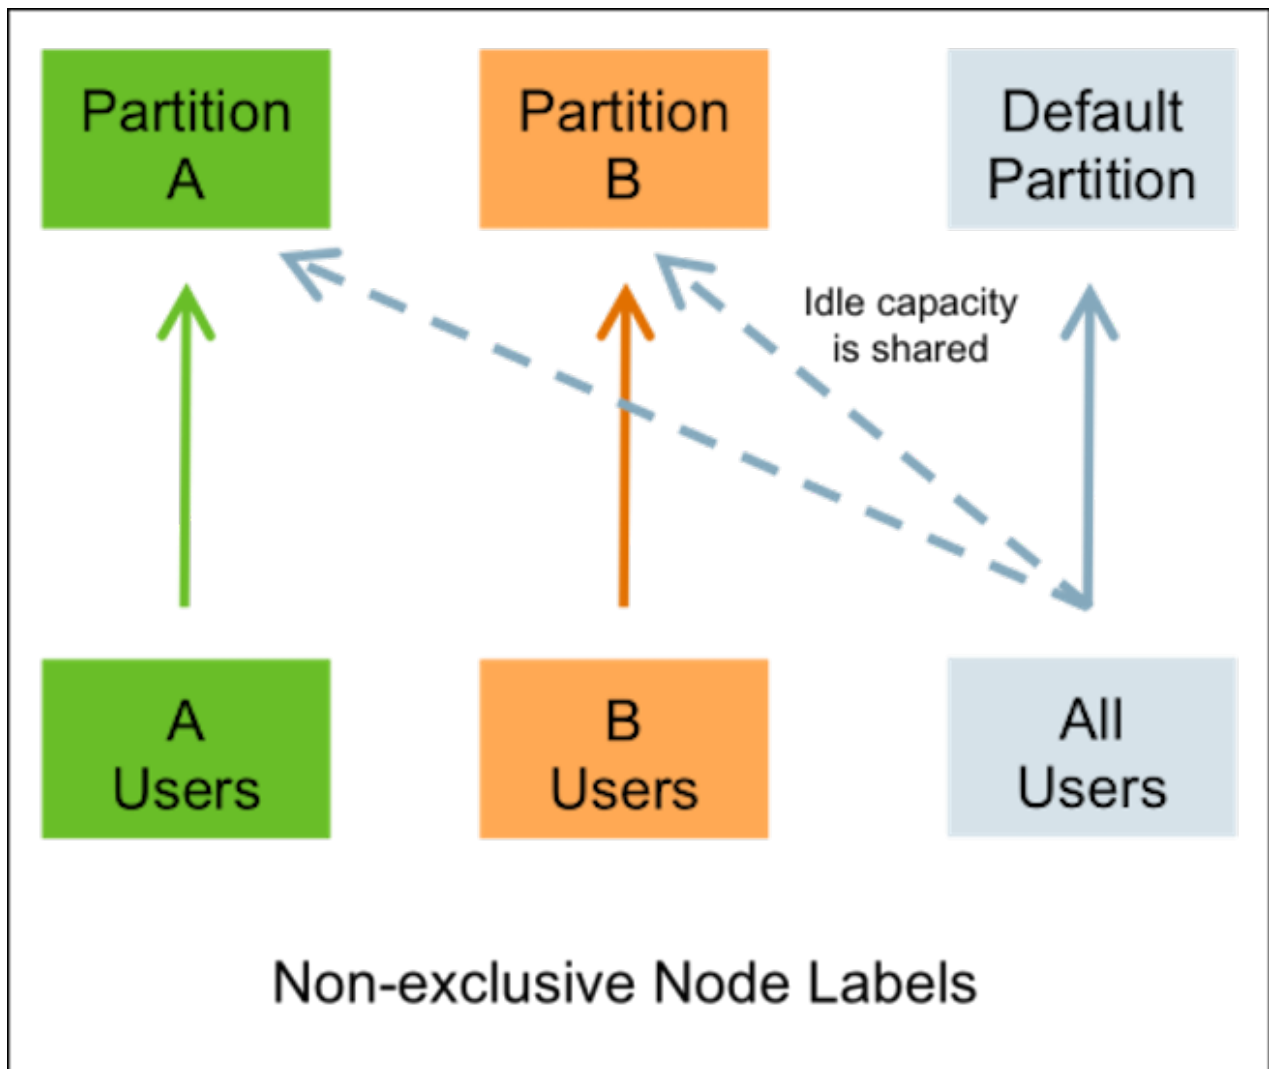 Partition
A
Partition
B
Default
Partition
Idle capacity
is shared
A
Users
B
Users
All
Users
Non-exclusive Node Labels